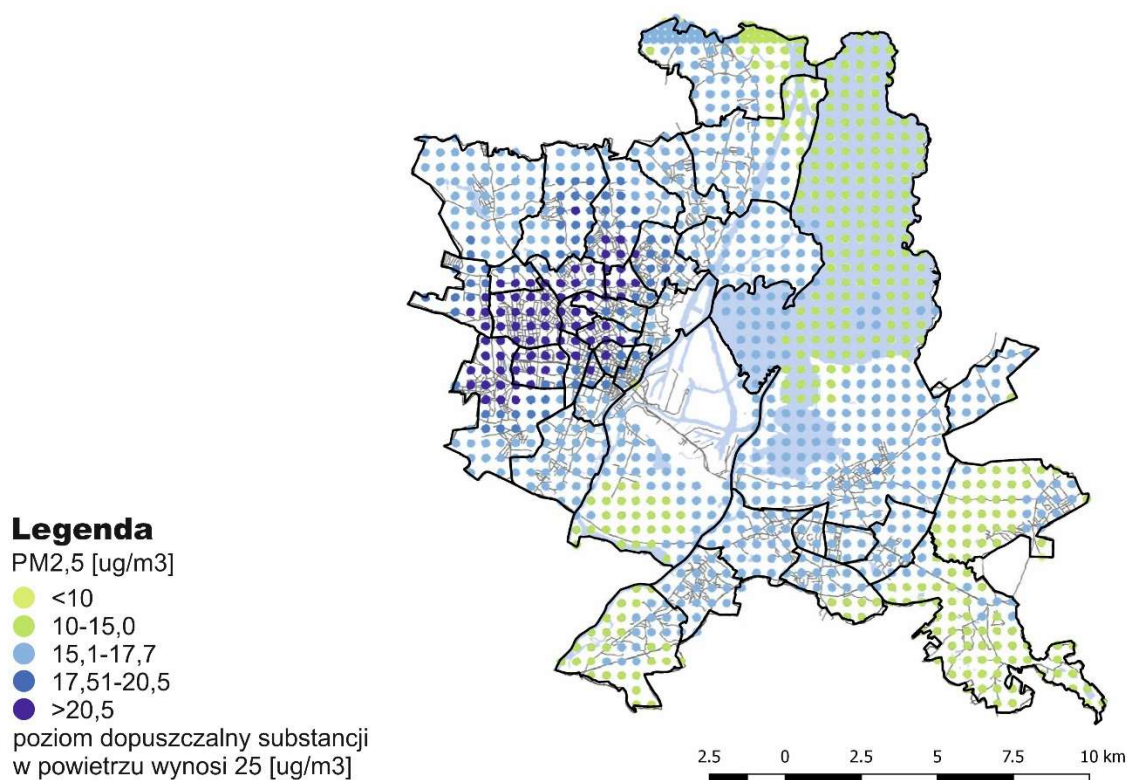 Legenda
PM2,5 [ug/m3]
<10
10-15,0
15,1-17,7
17,51-20,5
>20,5
poziom dopuszczalny substancji
w powietrzu wynosi 25 [ug/m3]
2.5 0 2.5 5 7.5 10 km